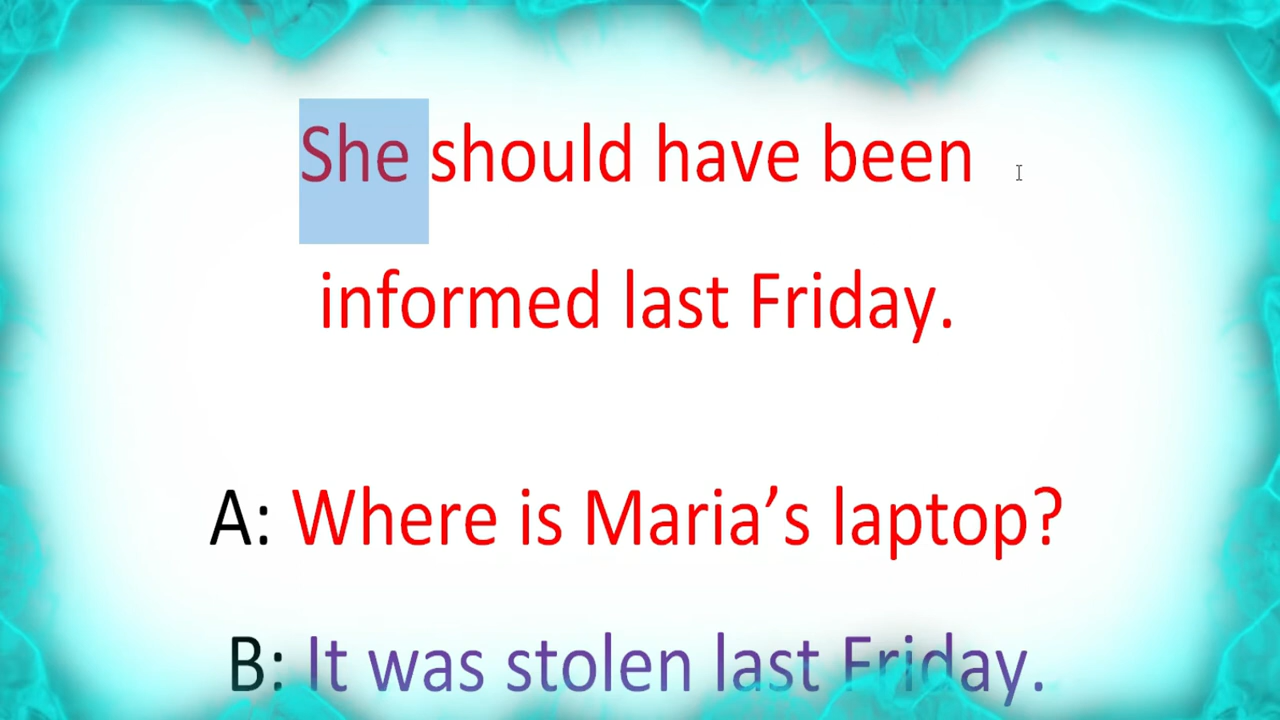 She should have been
informed last Friday.
A: Where is Maria’s laptop?
B: It was stolen last Friday.